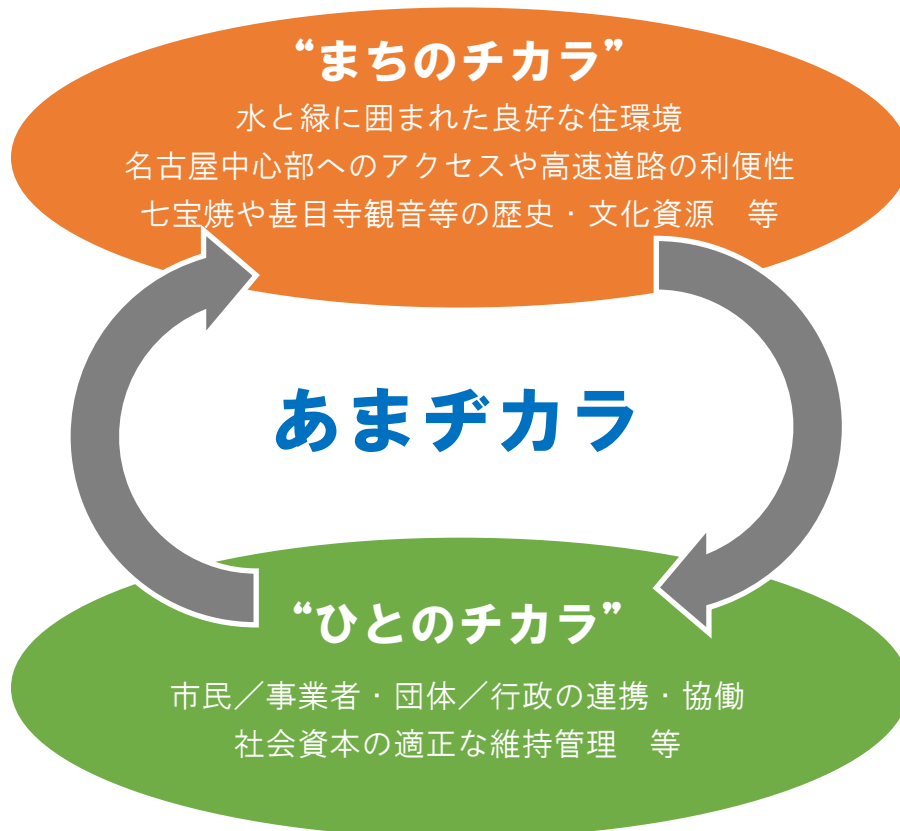 “まちのチカラ”
水と緑に囲まれた良好な住環境
名古屋中心部へのアクセスや高速道路の利便性
七宝焼や甚目寺観音等の歴史・文化資源　等
あまヂカラ
“ひとのチカラ”
市民／事業者・団体／行政の連携・協働
社会資本の適正な維持管理　等